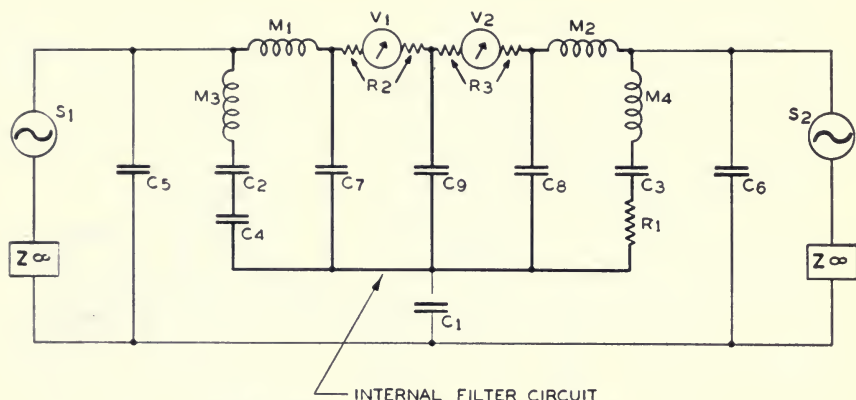 M1
V1
V2
M2
R2
R3
M3
M4
S1
S2
C5
C2
C7
C9
C8
C3
C6
C4
R1
Z∞
Z∞
C1
INTERNAL FILTER CIRCUIT